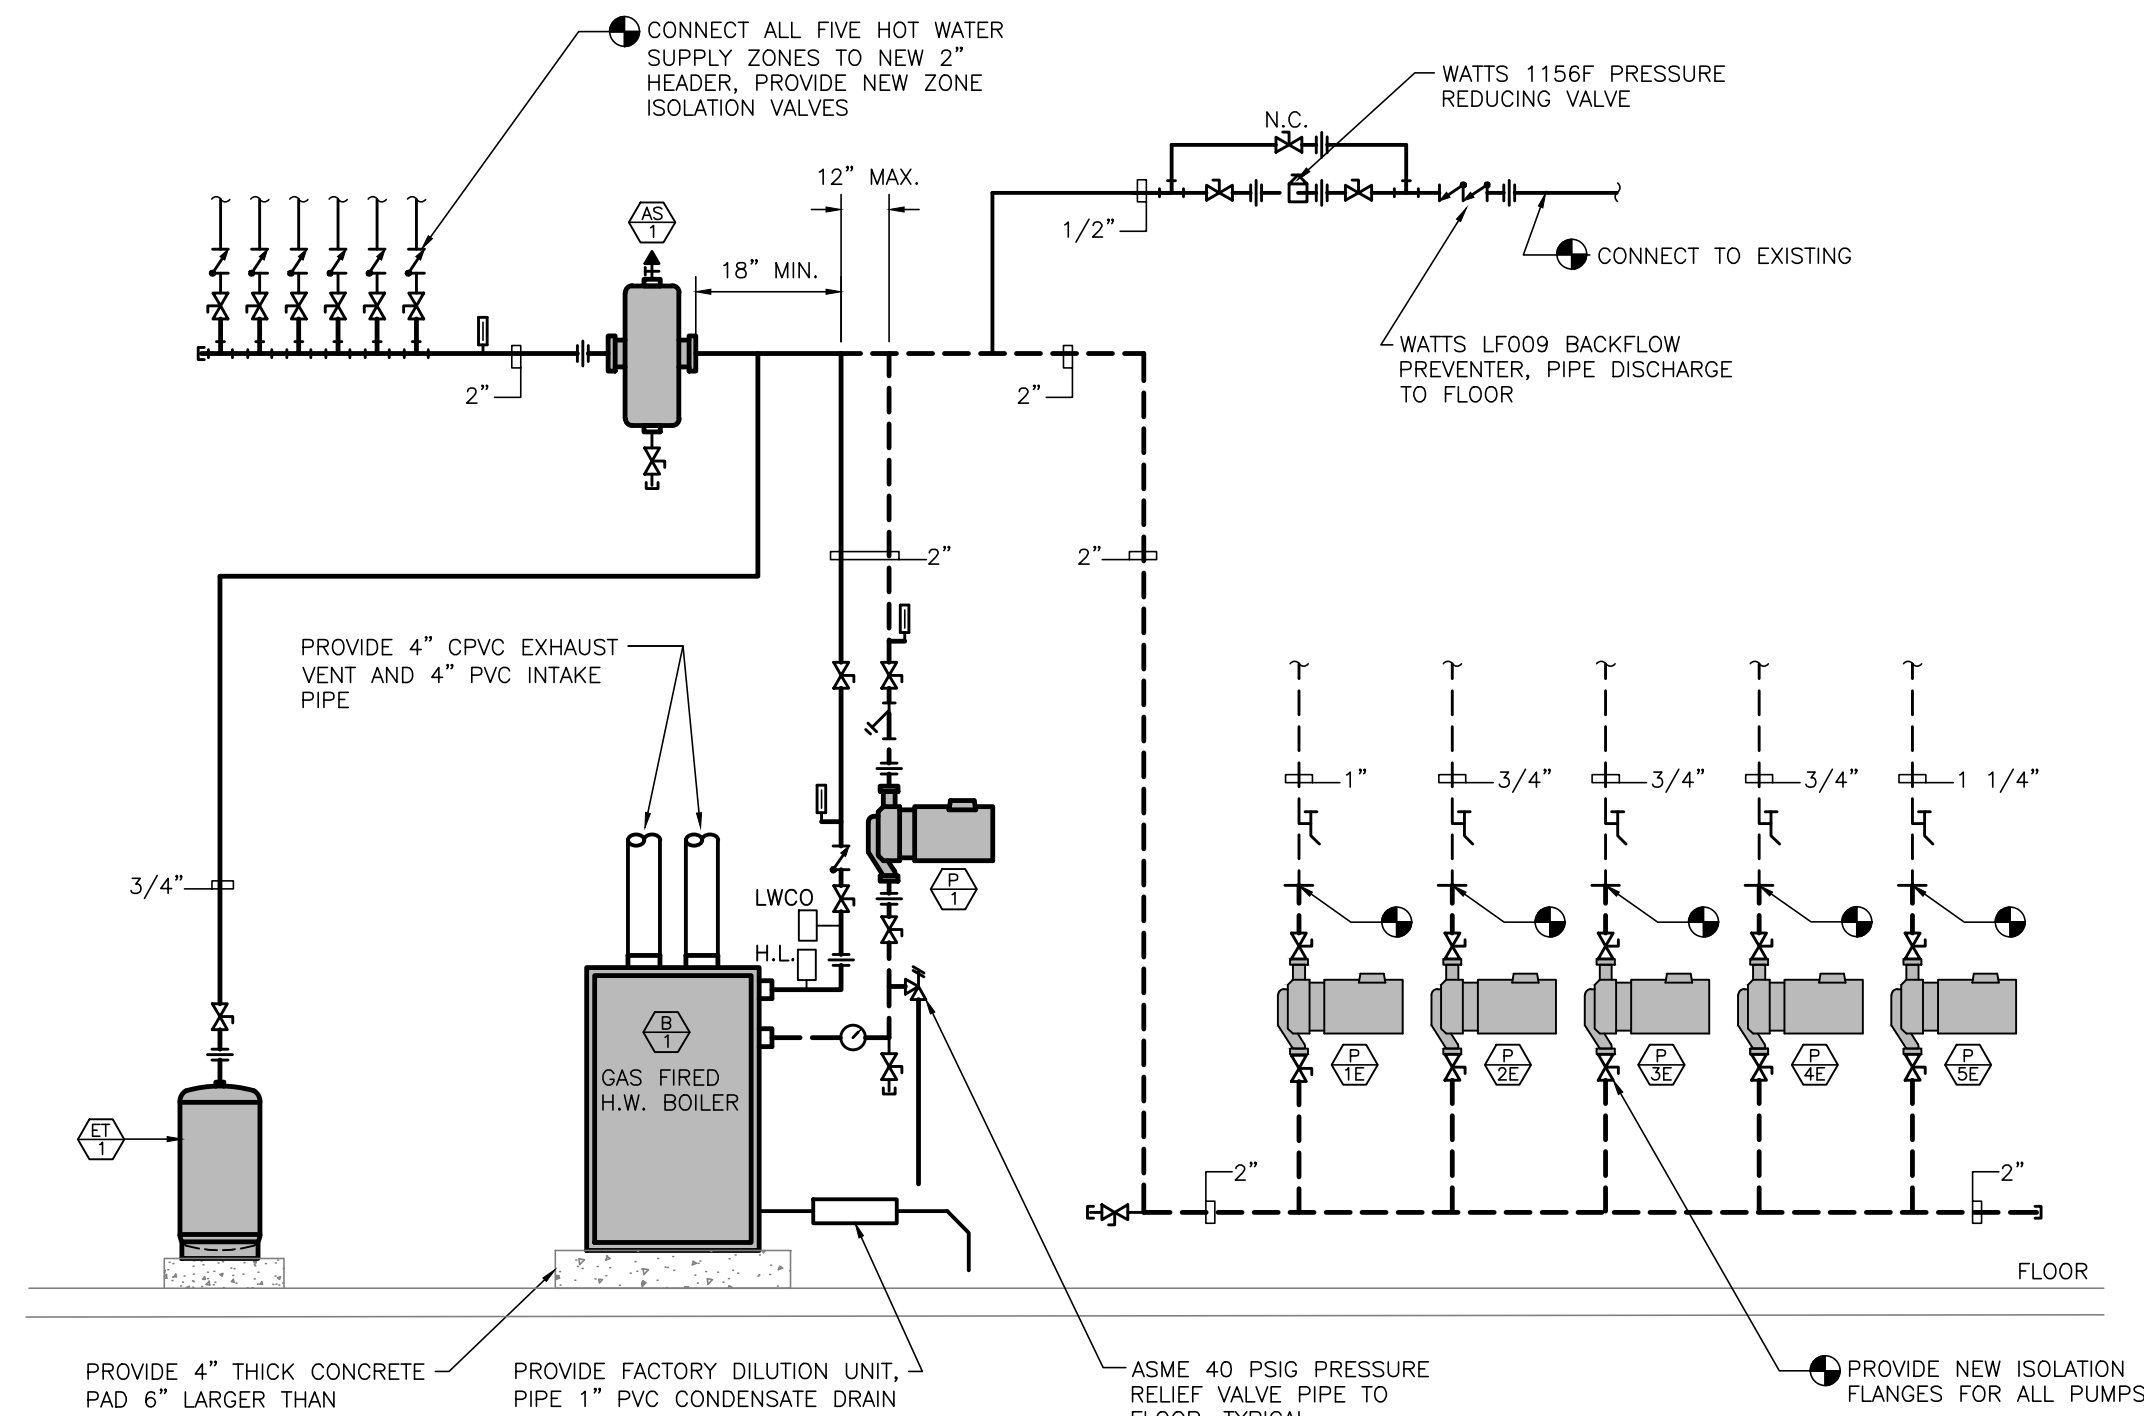 CONNECT ALL FIVE HOT WATER
SUPPLY ZONES TO NEW 2”
HEADER, PROVIDE NEW ZONE
ISOLATION VALVES
WATTS 1156F PRESSURE
REDUCING VALVE
N.C.
12” MAX.
AS
1
1/2”
18” MIN.
CONNECT TO EXISTING
WATTS LF009 BACKFLOW
PREVENTER, PIPE DISCHARGE
TO FLOOR
2”
2”
2”
2”
PROVIDE 4” CPVC EXHAUST
VENT AND 4” PVC INTAKE
PIPE
1”
3/4”
3/4”
3/4”
1 1/4”
3/4”
LWCO
P
1
H.L.
B
1
GAS FIRED
H.W. BOILER
P
1E
P
2E
P
3E
P
4E
P
5E
ET
1
2”
2”
FLOOR
PROVIDE 4” THICK CONCRETE
PAD 6” LARGER THAN
PROVIDE FACTORY DILUTION UNIT,
PIPE 1” PVC CONDENSATE DRAIN
ASME 40 PSIG PRESSURE
RELIEF VALVE PIPE TO
FLOOR, TYPICAL
PROVIDE NEW ISOLATION
FLANGES FOR ALL PUMPS